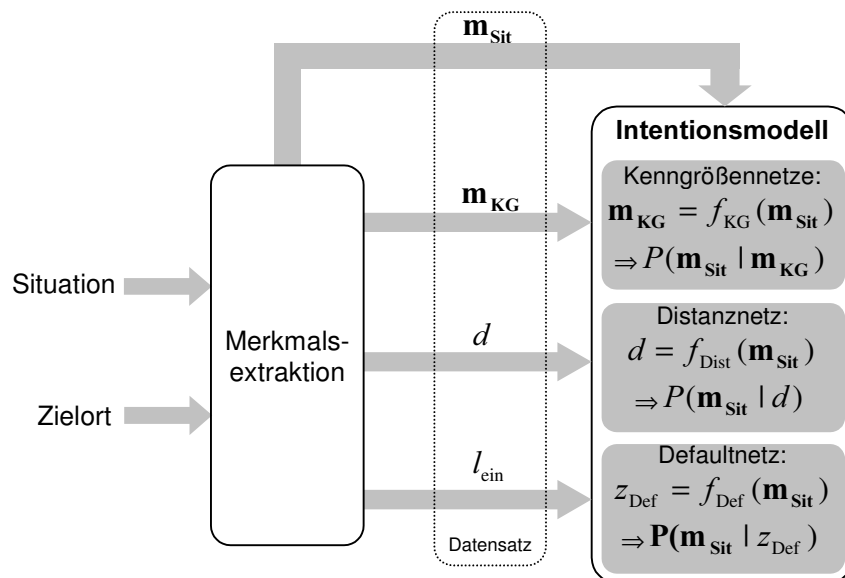 m_Sit
Intentionsmodell
Kenngrößennetze:
m_KG
m_KG = f_KG (m_Sit)
⇒ P(m_Sit | m_KG)
Situation
Merkmals-
extraktion
Zielort
d
Distanznetz:
d = f_Dist (m_Sit)
⇒ P(m_Sit | d)
l_ein
Defaultnetz:
z_Def = f_Def (m_Sit)
⇒ P(m_Sit | z_Def)
Datensatz